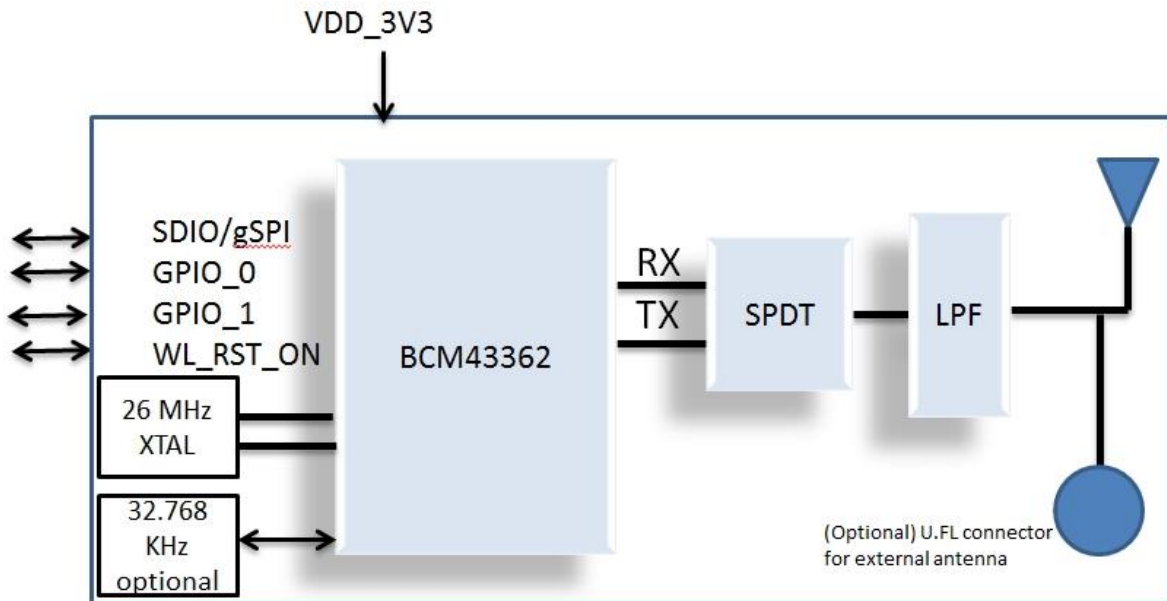 VDD_3V3
SDIO/gSPI
GPIO_0
GPIO_1
WL_RST_ON
26 MHz
XTAL
32.768
KHz
optional
BCM43362
RX
TX
SPDT
LPF
(Optional) U.FL connector
for external antenna